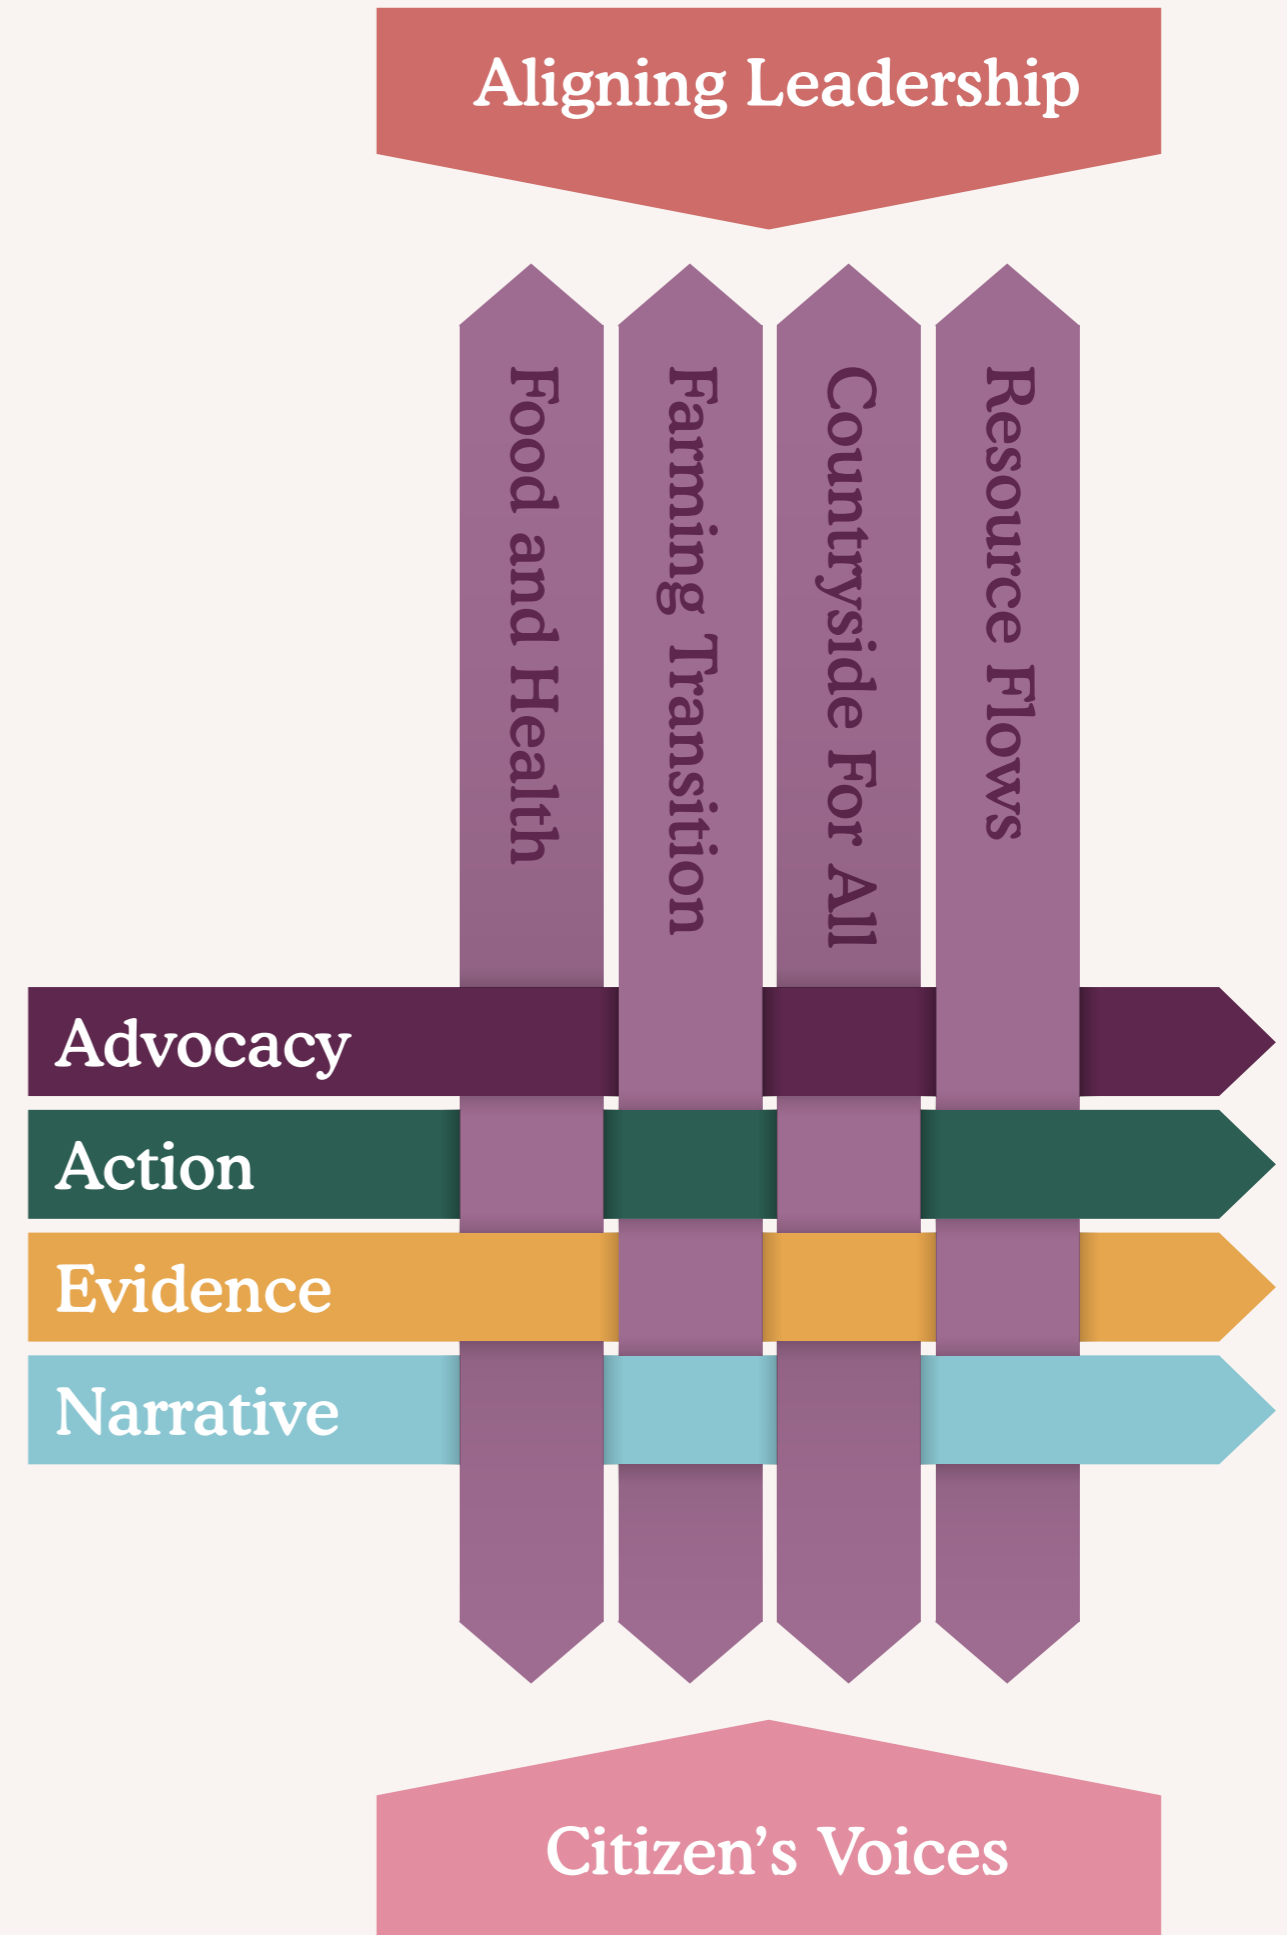 Aligning Leadership
Food and Health
Farming Transition
Countryside For All
Resource Flows
Advocacy
Action
Evidence
Narrative
Citizen’s Voices